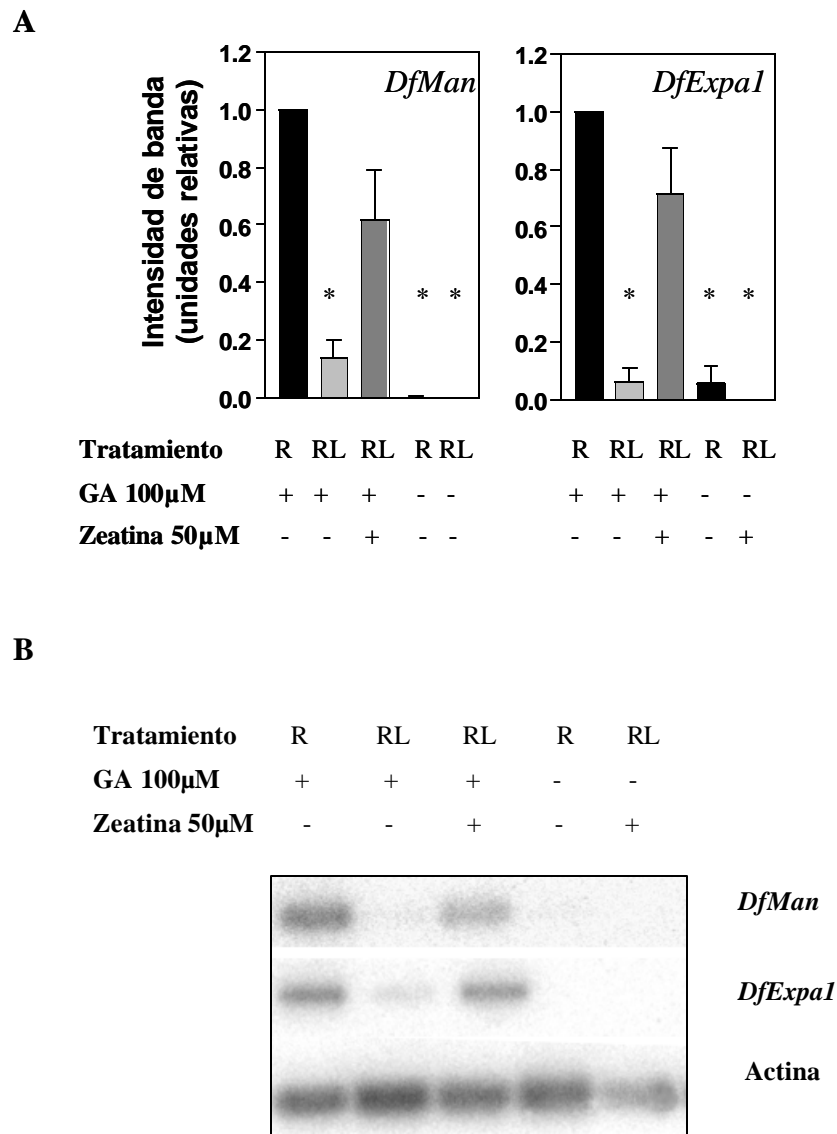 A
DfMan
DfExpa1
Intensidad de banda
(unidades relativas)
1.2
1.0
0.8
0.6
0.4
0.2
0.0
1.2
1.0
0.8
0.6
0.4
0.2
0.0
* * *
* * *
Tratamiento R RL RL R RL R RL RL R RL
GA 100µM + + + - - + + + - -
Zeatina 50µM - - + - - - - + - +
B
Tratamiento R RL RL R RL
GA 100µM + + + - -
Zeatina 50µM - - + - +
DfMan
DfExpa1
Actina